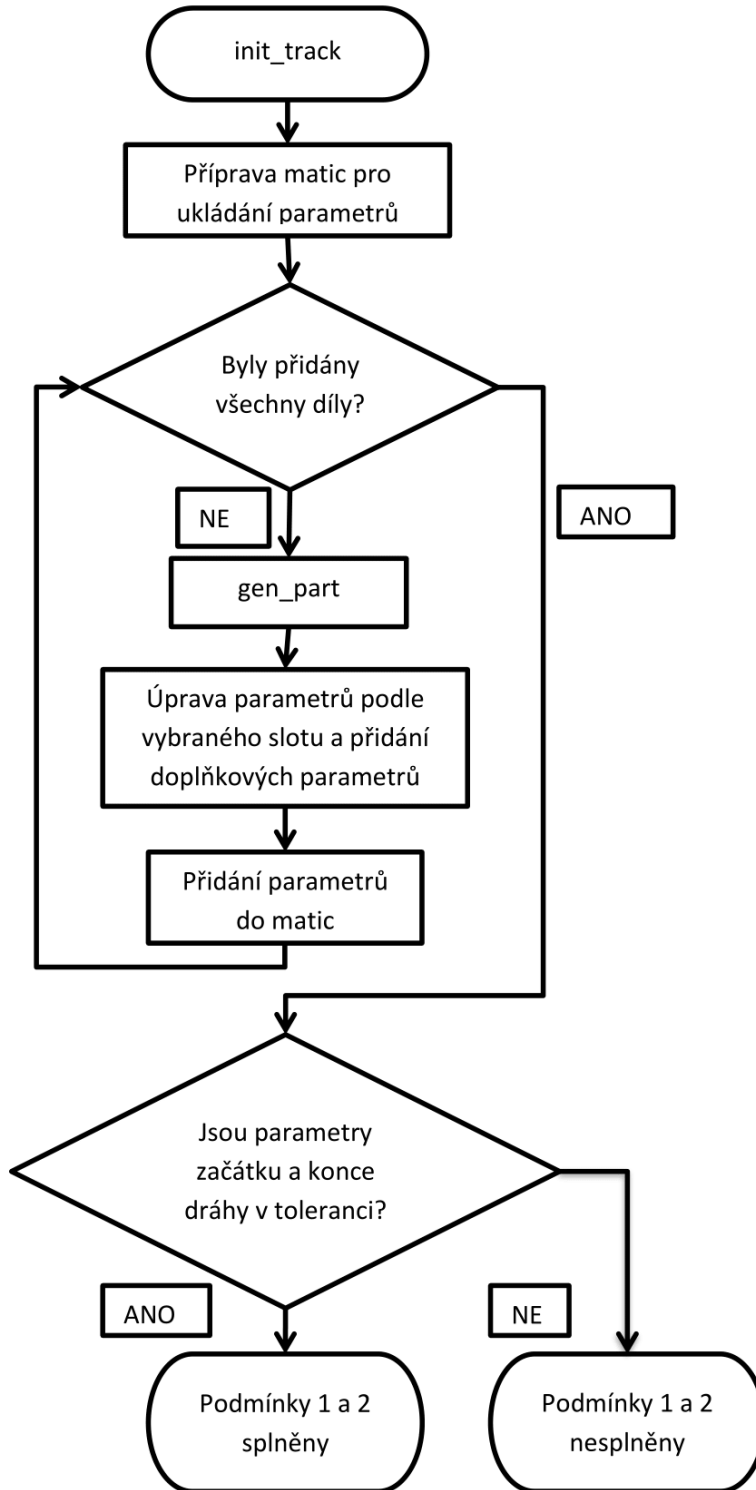 init_track
Příprava matic pro
ukládání parametrů
Byly přidány
všechny díly?
NE
ANO
gen_part
Úprava parametrů podle
vybraného slotu a přidání
doplňkových parametrů
Přidání parametrů
do matic
Jsou parametry
začátku a konce
dráhy v toleranci?
ANO
NE
Podmínky 1 a 2
splněny
Podmínky 1 a 2
nesplněny